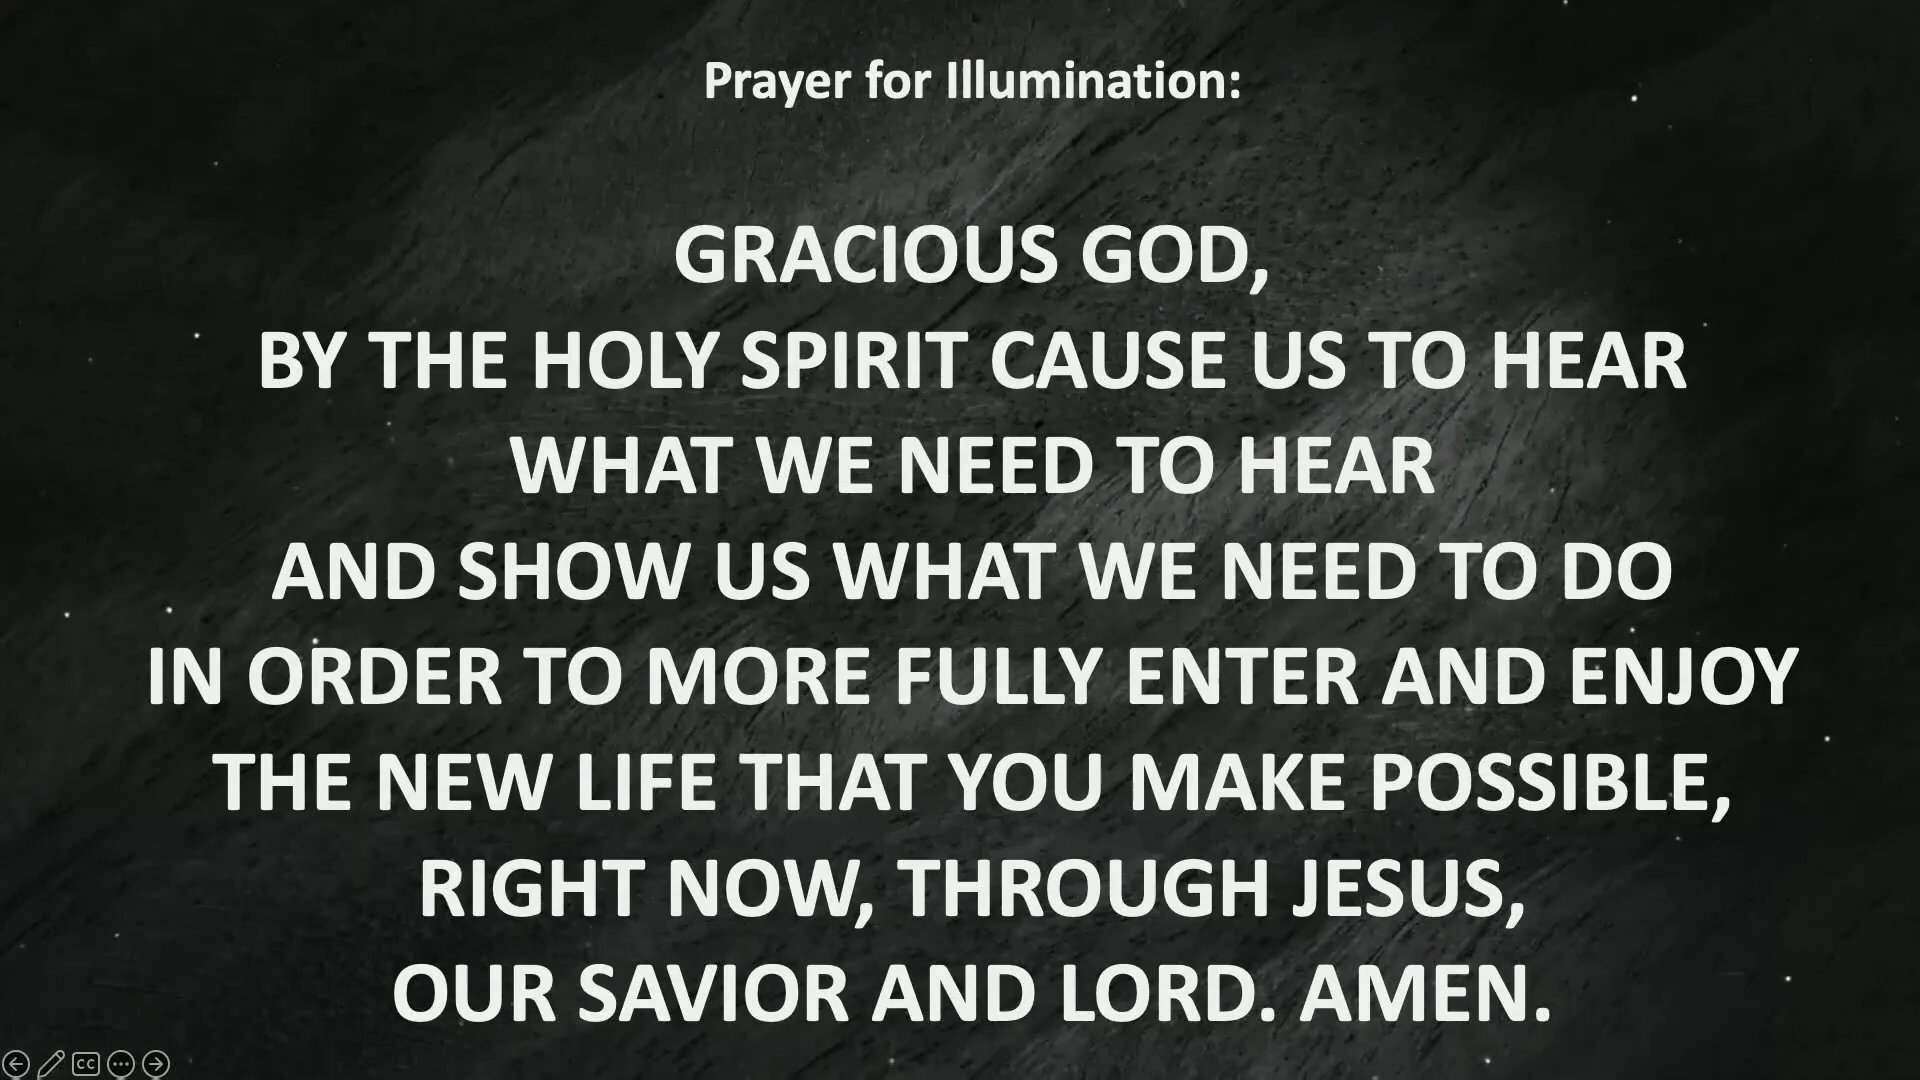 Prayer for Illumination:
GRACIOUS GOD,
BY THE HOLY SPIRIT CAUSE US TO HEAR
WHAT WE NEED TO HEAR
AND SHOW US WHAT WE NEED TO DO
IN ORDER TO MORE FULLY ENTER AND ENJOY
THE NEW LIFE THAT YOU MAKE POSSIBLE,
RIGHT NOW, THROUGH JESUS,
OUR SAVIOR AND LORD. AMEN.
CC